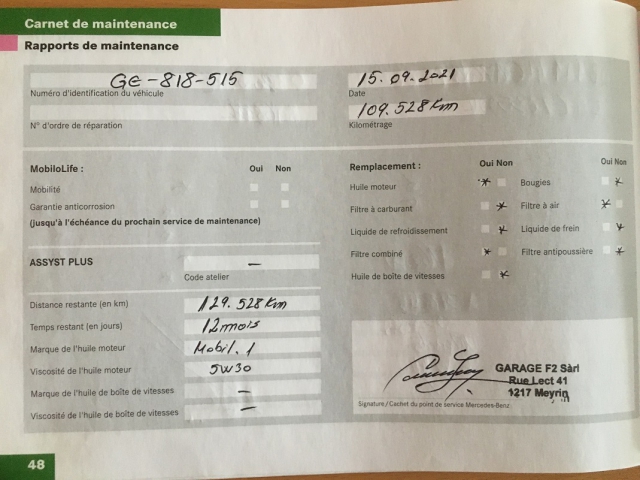 Carnet de maintenance
Rapports de maintenance
GE-818-515
Numéro d'identification du véhicule
15.09.2021
Date
N° d'ordre de réparation
109.528 Km
Kilométrage
MobiloLife : Oui Non
Mobilité
Garantie anticorrosion
(jusqu'à l'échéance du prochain service de maintenance)
Remplacement : Oui Non Oui Non
Huile moteur * Bougies *
Filtre à carburant * Filtre à air *
Liquide de refroidissement * Liquide de frein *
Filtre combiné * Filtre antipoussière *
Huile de boîte de vitesses *
ASSYST PLUS —
Code atelier
Distance restante (en km) 129.528 Km
Temps restant (en jours) 12 mois
Marque de l'huile moteur Mobil.1
Viscosité de l'huile moteur 5W30
Marque de l'huile de boîte de vitesses —
Viscosité de l'huile de boîte de vitesses —
GARAGE F2 Sàrl
Rue Lect 41
1217 Meyrin
Signature / Cachet du point de service Mercedes-Benz
48